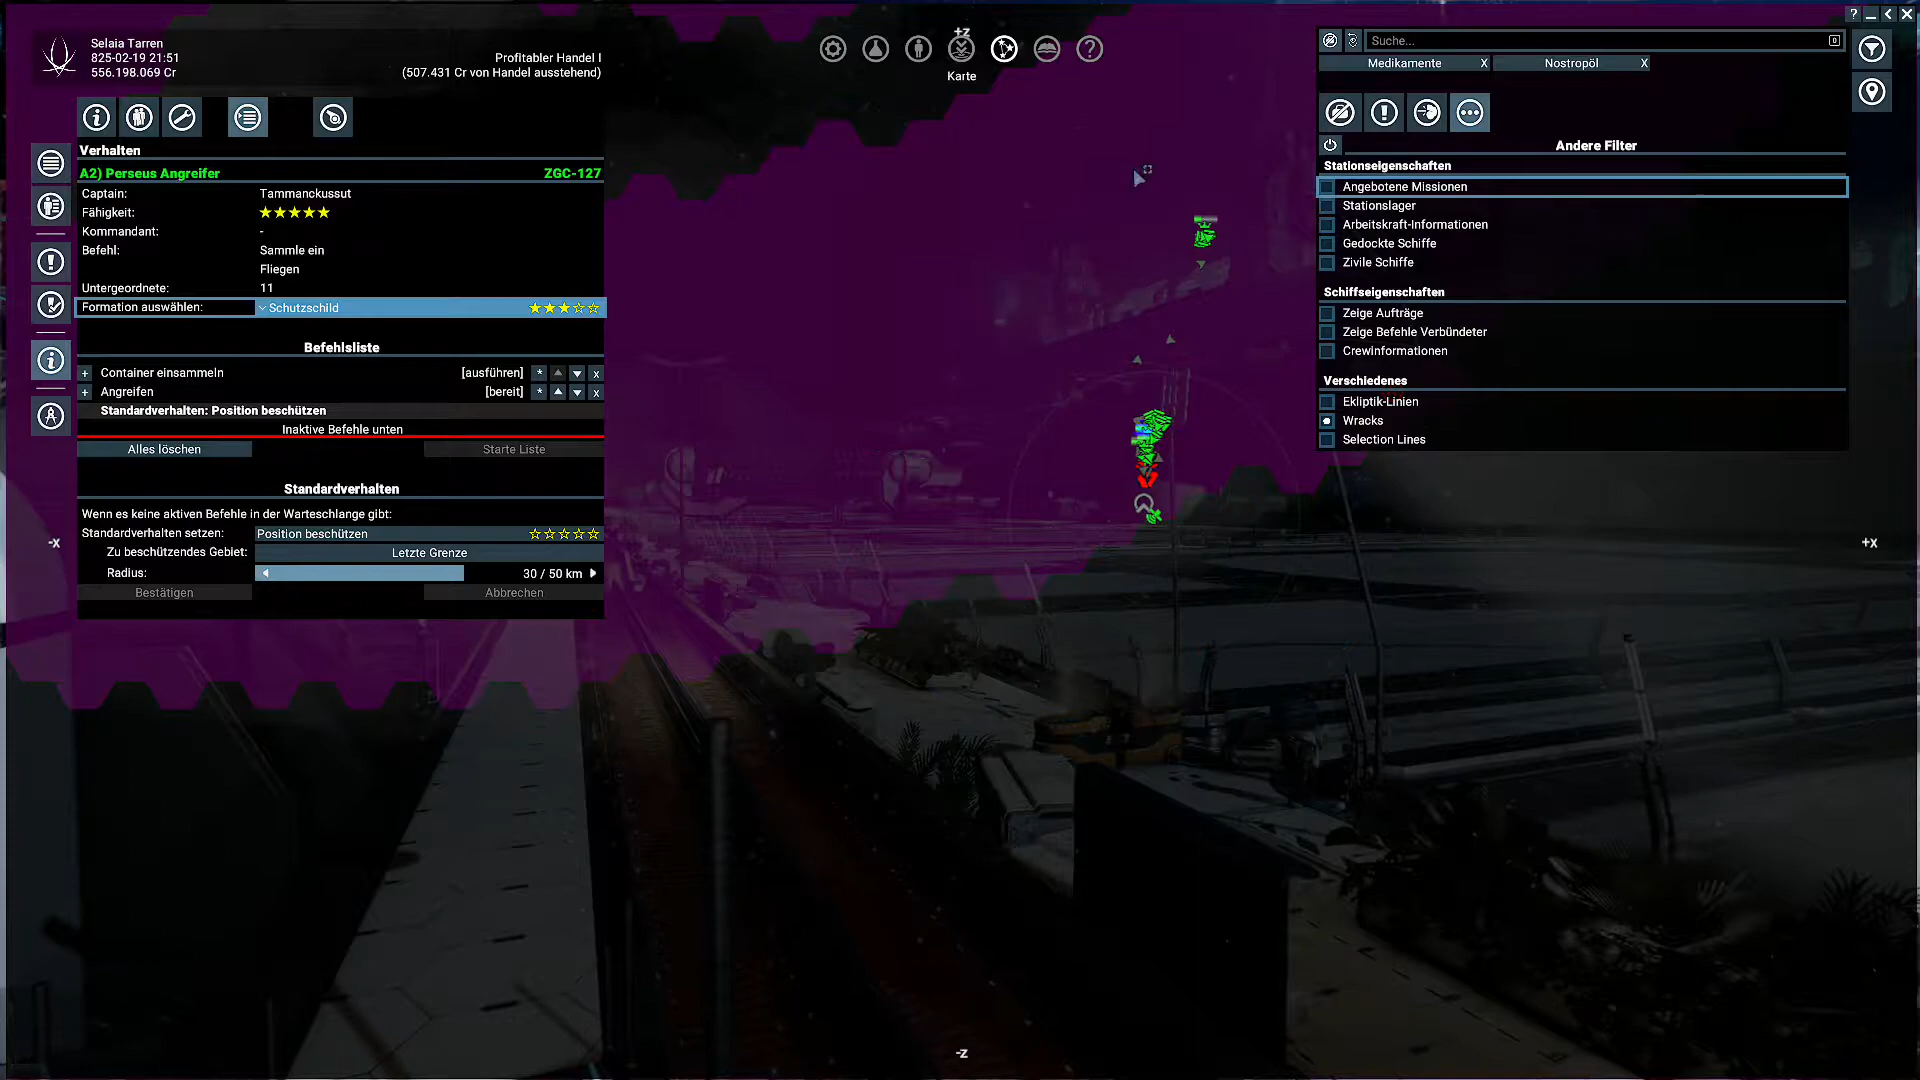 Selaia Tarren
825-02-19 21:51
556.198.069 Cr
Profitabler Handel I
(507.431 Cr von Handel ausstehend)
+Z
Karte
Suche...
Medikamente X
Nostropöl X
Verhalten
A2) Perseus Angreifer ZGC-127
Captain: Tammanckussut
Fähigkeit: ★★★★★
Kommandant: -
Befehl: Sammle ein
Fliegen
Untergeordnete: 11
Formation auswählen: Schutzschild ★★★☆☆
Befehlsliste
+ Container einsammeln [ausführen] * x
+ Angreifen [bereit] * x
Standardverhalten: Position beschützen
Inaktive Befehle unten
Alles löschen Starte Liste
Standardverhalten
Wenn es keine aktiven Befehle in der Warteschlange gibt:
Standardverhalten setzen: Position beschützen ☆☆☆☆☆
Zu beschützendes Gebiet: Letzte Grenze
Radius: 30 / 50 km
Bestätigen Abbrechen
Andere Filter
Stationseigenschaften
Angebotene Missionen
Stationslager
Arbeitskraft-Informationen
Gedockte Schiffe
Zivile Schiffe
Schiffseigenschaften
Zeige Aufträge
Zeige Befehle Verbündeter
Crewinformationen
Verschiedenes
Ekliptik-Linien
Wracks
Selection Lines
-X
+X
-Z